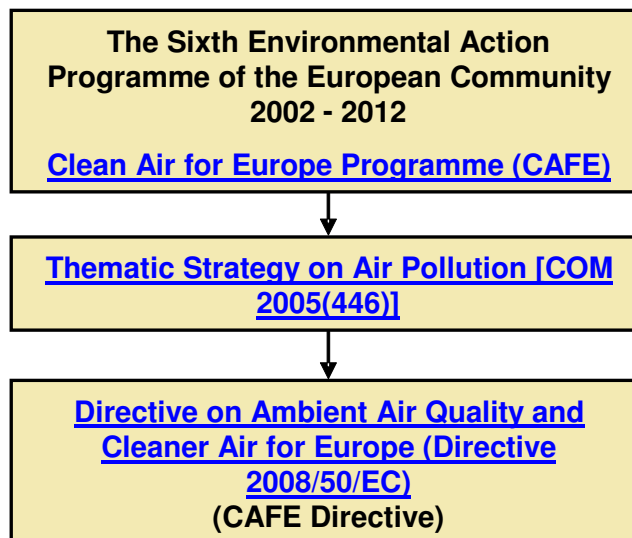 The Sixth Environmental Action
Programme of the European Community
2002 - 2012
Clean Air for Europe Programme (CAFE)
Thematic Strategy on Air Pollution [COM
2005(446)]
Directive on Ambient Air Quality and
Cleaner Air for Europe (Directive
2008/50/EC)
(CAFE Directive)